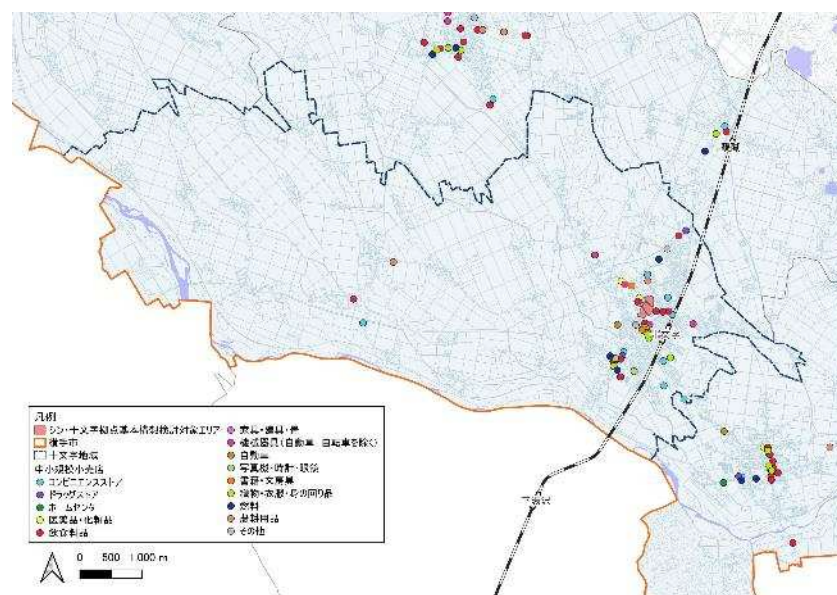 凡例
シン・十文字拠点基本構想検討対象エリア
横手市
十文字地域
中小規模小売店
コンビニエンスストア
ドラッグストア
ホームセンタ
医薬品・化粧品
飲食料品
家具・建具・畳
機械器具(自動車、自転車を除く)
自動車
写真機・時計・眼鏡
書籍・文房具
織物・衣服・身の回り品
燃料
農耕用品
その他
0 500 1,000 m
十文字
下湯沢